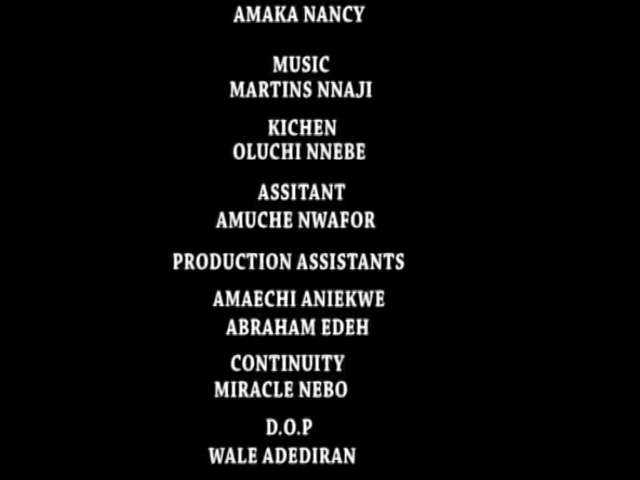 AMAKA NANCY
MUSIC
MARTINS NNAJI
KICHEN
OLUCHI NNEBE
ASSITANT
AMUCHE NWAFOR
PRODUCTION ASSISTANTS
AMAECHI ANIEKWE
ABRAHAM EDEH
CONTINUITY
MIRACLE NEBO
D.O.P
WALE ADEDIRAN